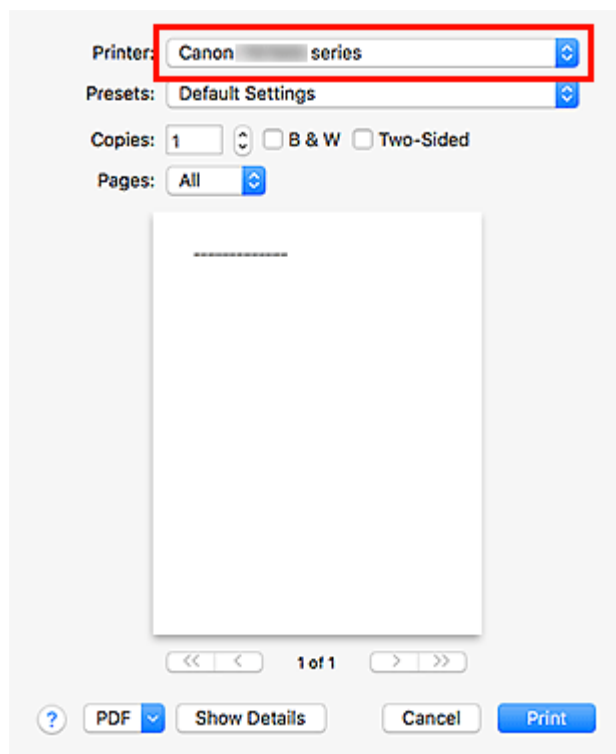 Printer: Canon series
Presets: Default Settings
Copies: 1 B & W Two-Sided
Pages: All
-------------
1 of 1
? PDF Show Details Cancel Print